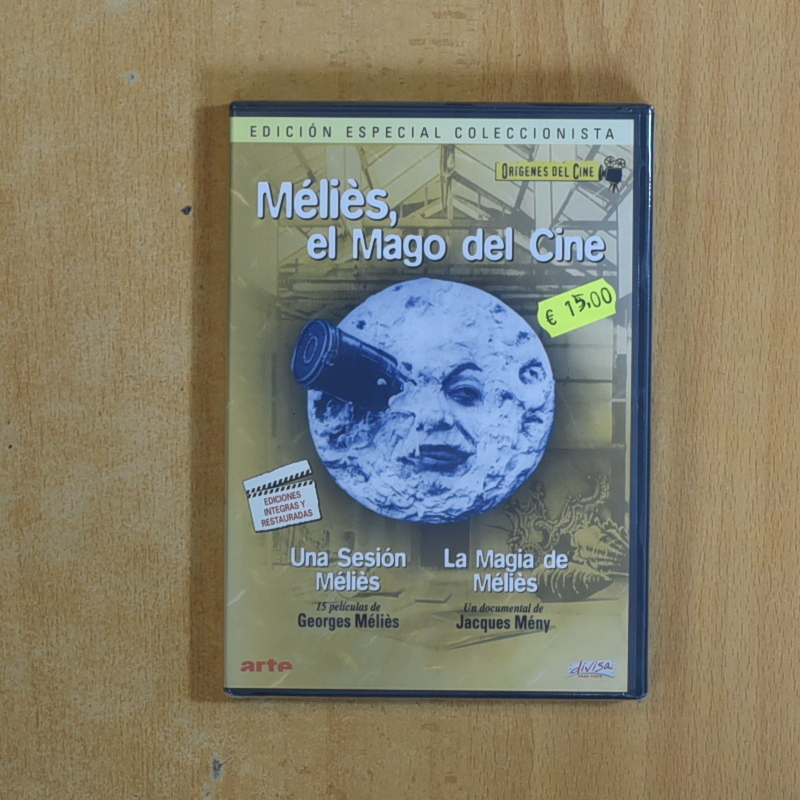 EDICIÓN ESPECIAL COLECCIONISTA
ORÍGENES DEL CINE
Méliès,
el Mago del Cine
€ 15,00
EDICIONES
INTEGRAS Y
RESTAURADAS
Una Sesión
Méliès
15 películas de
Georges Méliès
La Magia de
Méliès
Un documental de
Jacques Mény
arte
divisa